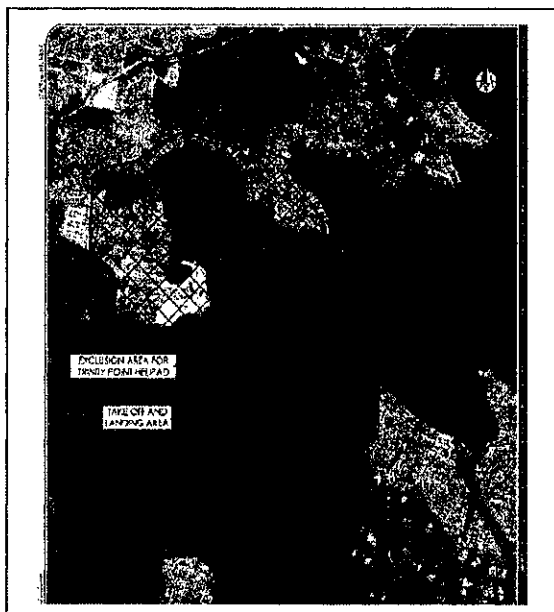 EXCLUSION AREA FOR
TRINITY POINT HELIPAD
TAKE OFF AND
LANDING AREA